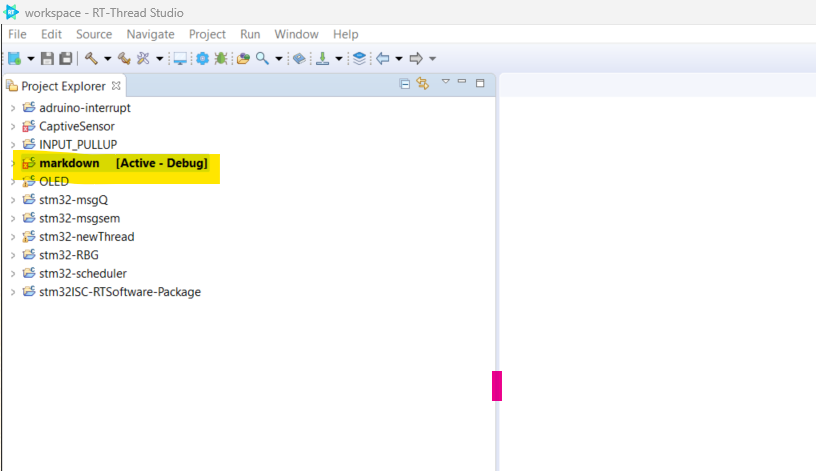 RT workspace - RT-Thread Studio
File Edit Source Navigate Project Run Window Help
Project Explorer
adruino-interrupt
CaptiveSensor
INPUT_PULLUP
markdown [Active - Debug]
OLED
stm32-msgQ
stm32-msgsem
stm32-newThread
stm32-RBG
stm32-scheduler
stm32ISC-RTSoftware-Package